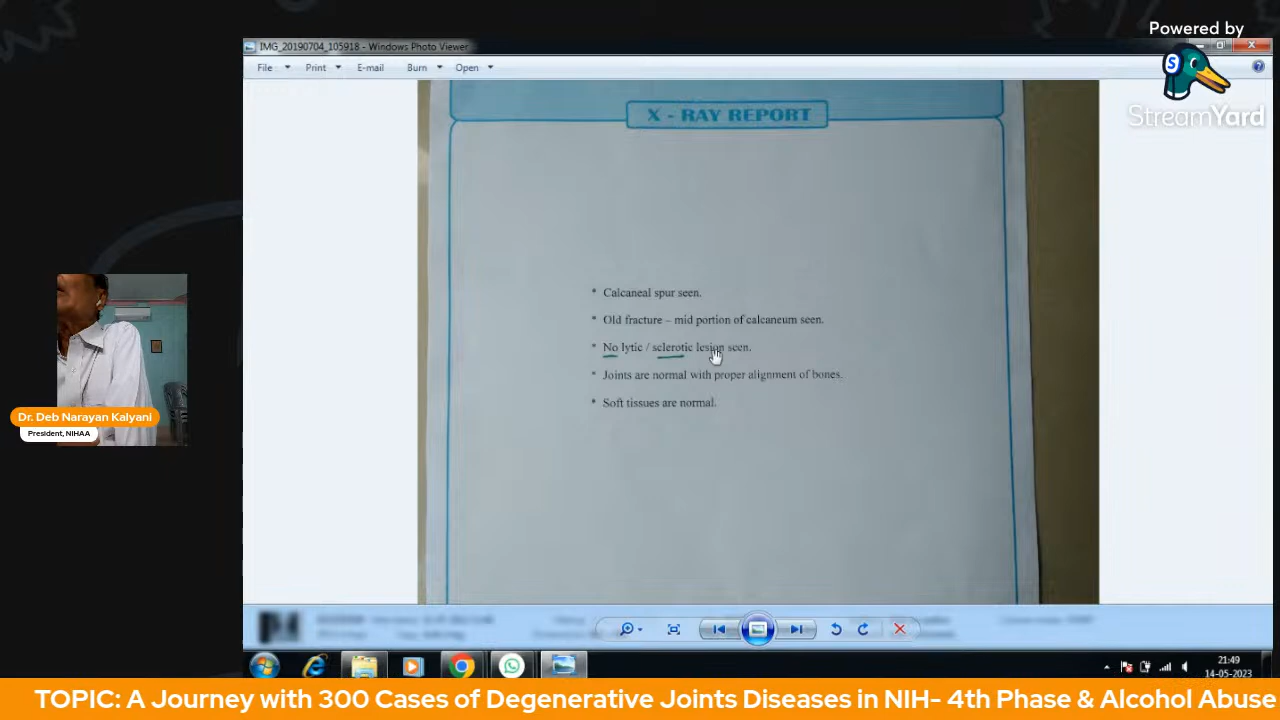 Powered by
StreamYard
IMG_20190704_105918 - Windows Photo Viewer
File Print E-mail Burn Open
X - RAY REPORT
* Calcaneal spur seen.
* Old fracture – mid portion of calcaneum seen.
* No lytic / sclerotic lesion seen.
* Joints are normal with proper alignment of bones.
* Soft tissues are normal.
Dr. Deb Narayan Kalyani
President, NIHAA
21:49
14-05-2023
TOPIC: A Journey with 300 Cases of Degenerative Joints Diseases in NIH- 4th Phase & Alcohol Abuse